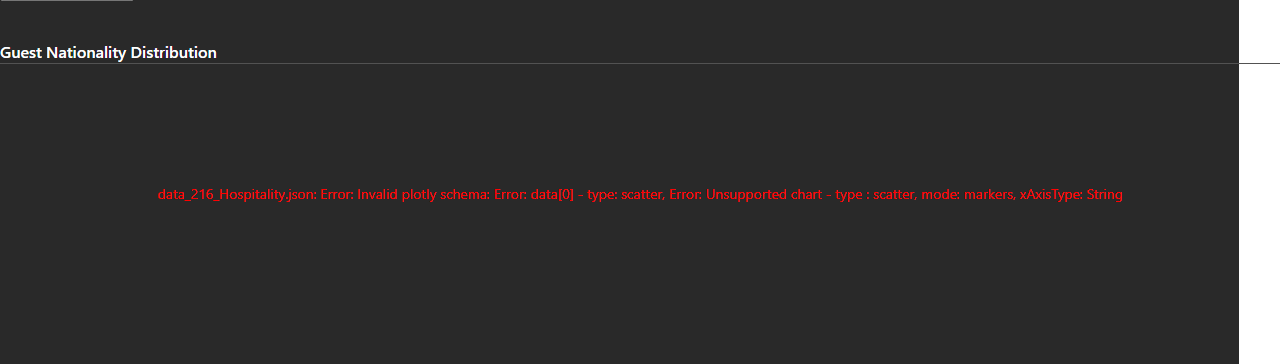 Guest Nationality Distribution
data_216_Hospitality.json: Error: Invalid plotly schema: Error: data[0] - type: scatter, Error: Unsupported chart - type : scatter, mode: markers, xAxisType: String